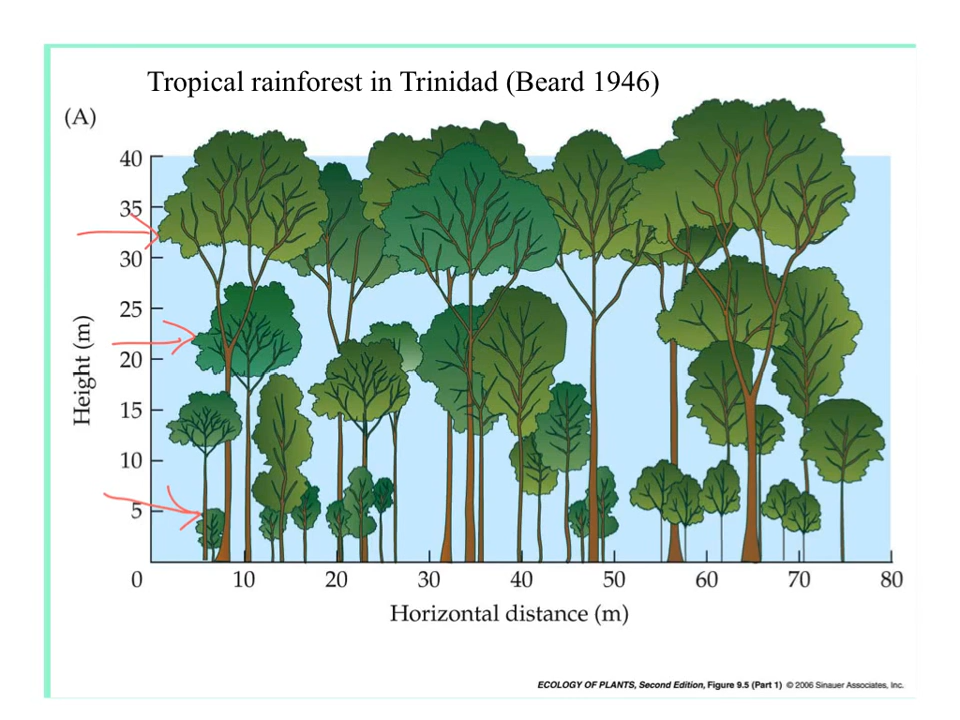 Tropical rainforest in Trinidad (Beard 1946)
(A)
40
35
30
25
20
15
10
5
Height (m)
0 10 20 30 40 50 60 70 80
Horizontal distance (m)
ECOLOGY OF PLANTS, Second Edition, Figure 9.5 (Part 1) © 2006 Sinauer Associates, Inc.